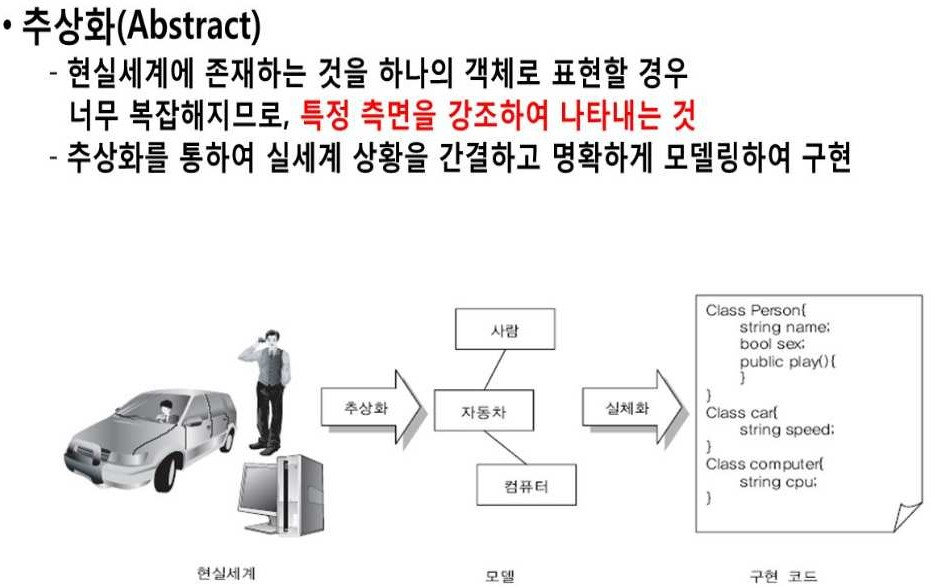 • 추상화(Abstract)
- 현실세계에 존재하는 것을 하나의 객체로 표현할 경우
너무 복잡해지므로, 특정 측면을 강조하여 나타내는 것
- 추상화를 통하여 실세계 상황을 간결하고 명확하게 모델링하여 구현
추상화
사람
자동차
컴퓨터
실체화
Class Person{
string name;
bool sex;
public play(){
}
}
Class car{
string speed;
}
Class computer{
string cpu;
}
현실세계
모델
구현 코드